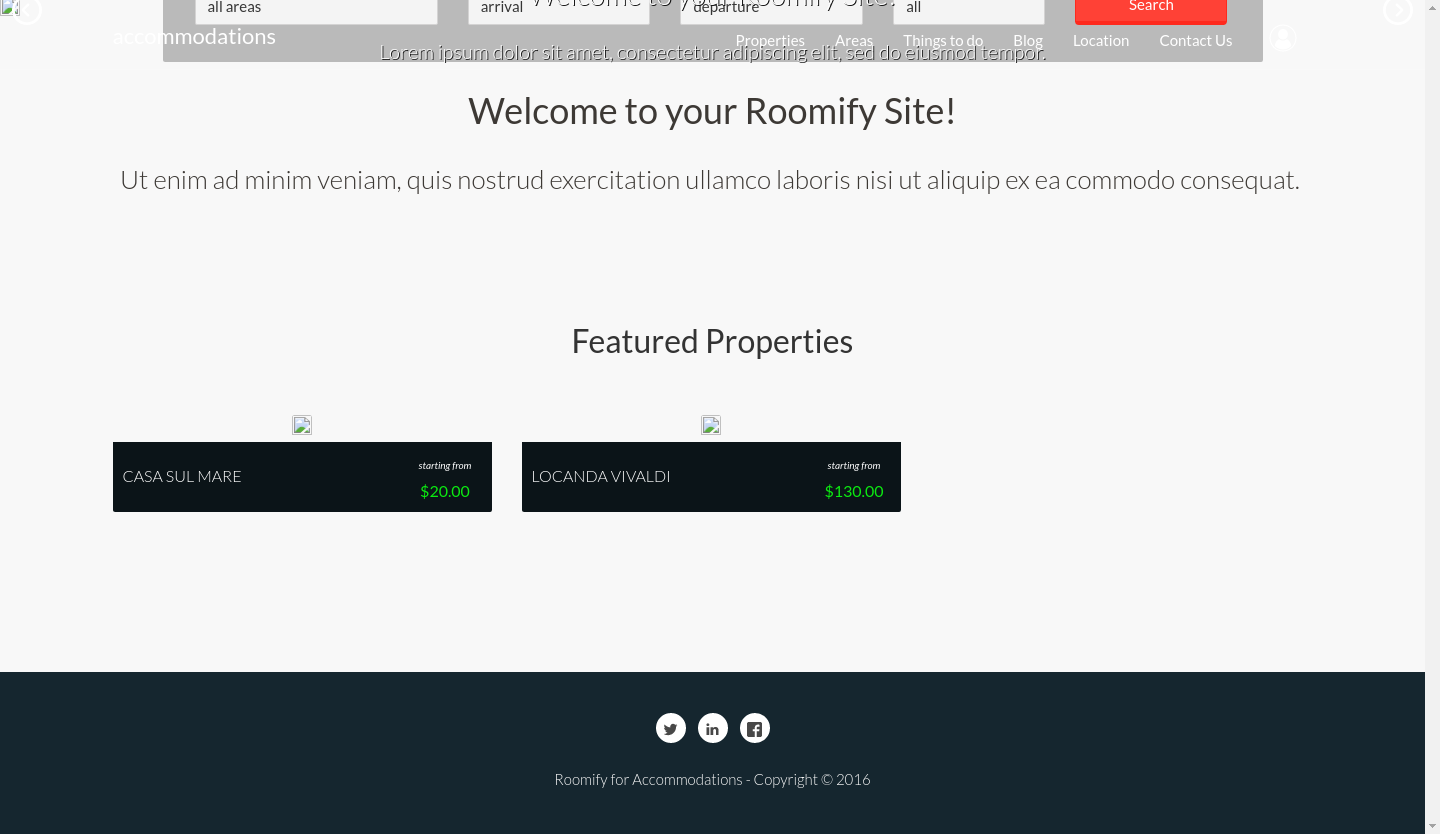 Welcome to your Roomify Site!
all areas
arrival
departure
all
Search
accommodations
Properties
Areas
Things to do
Blog
Location
Contact Us
Lorem ipsum dolor sit amet, consectetur adipiscing elit, sed do eiusmod tempor.
Welcome to your Roomify Site!
Ut enim ad minim veniam, quis nostrud exercitation ullamco laboris nisi ut aliquip ex ea commodo consequat.
Featured Properties
CASA SUL MARE
starting from
$20.00
LOCANDA VIVALDI
starting from
$130.00
Roomify for Accommodations - Copyright © 2016